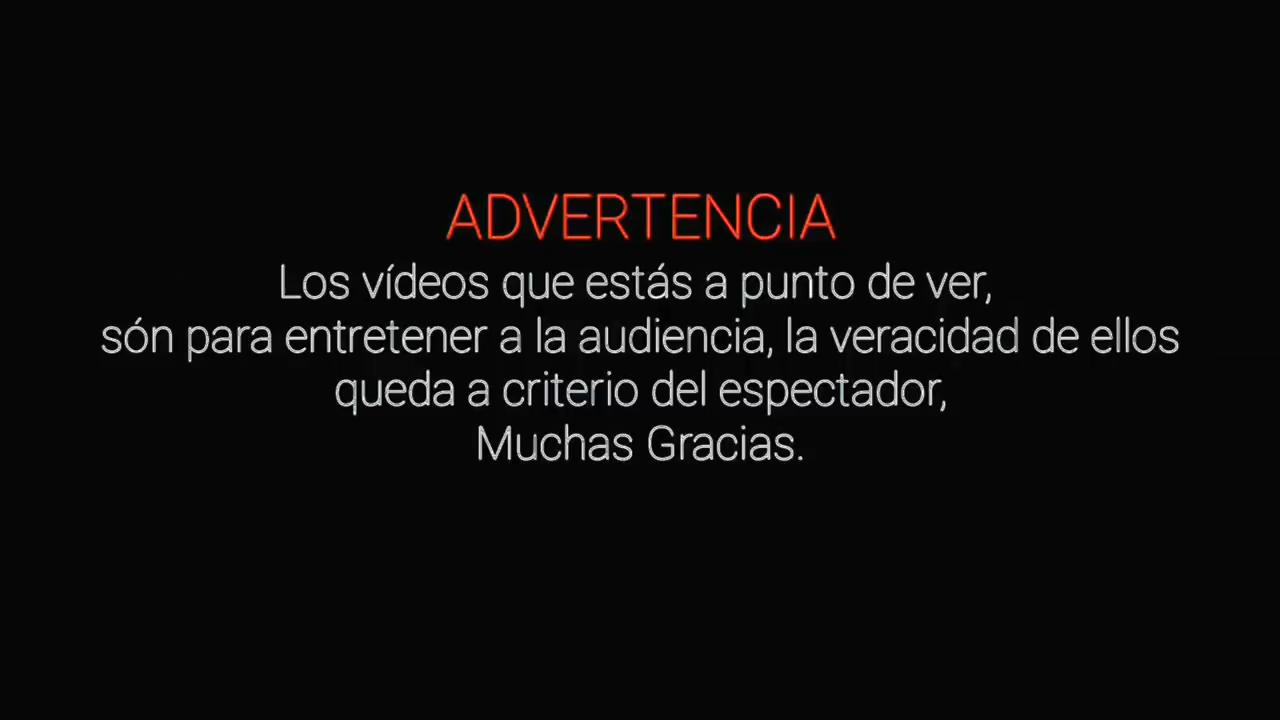 ADVERTENCIA
Los vídeos que estás a punto de ver,
són para entretener a la audiencia, la veracidad de ellos
queda a criterio del espectador,
Muchas Gracias.